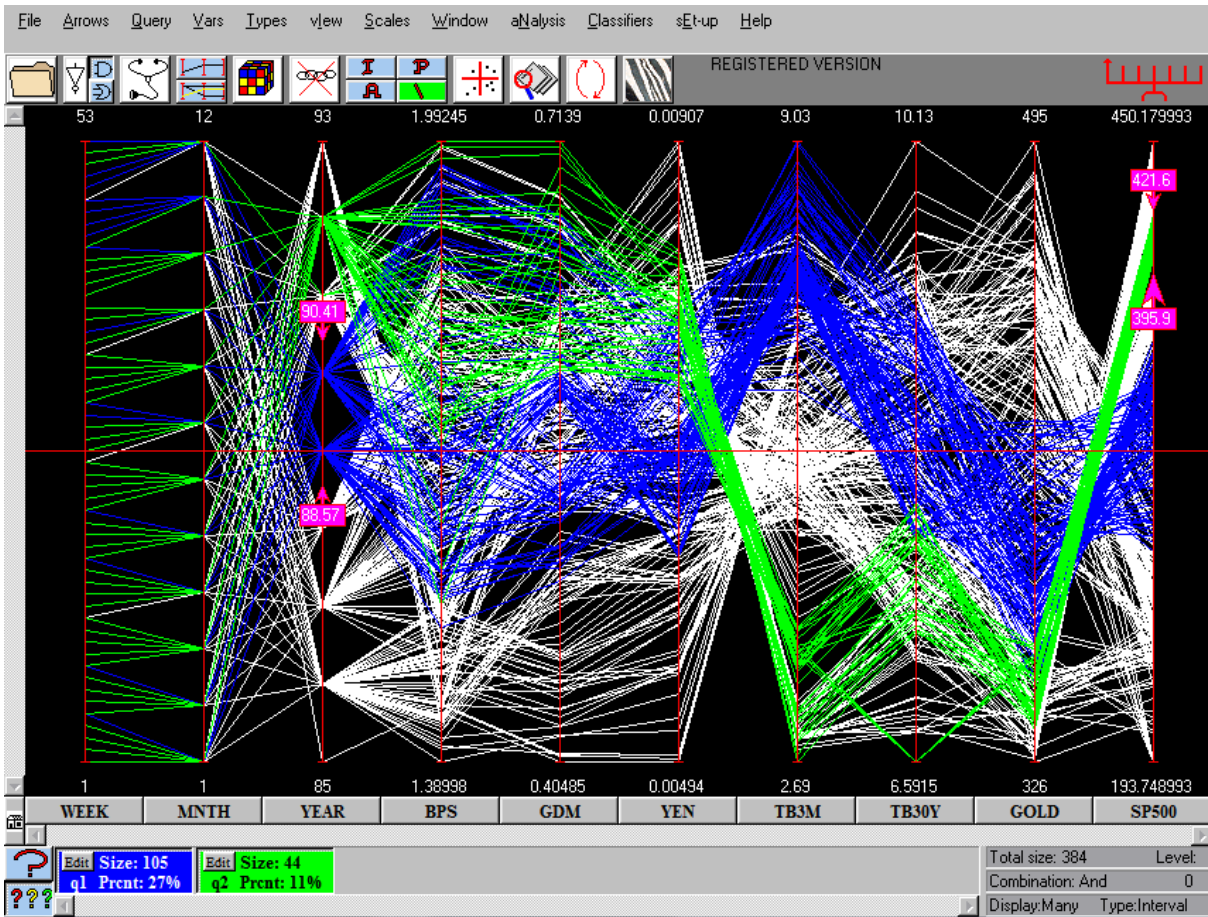 File Arrows Query Vars Types vIew Scales Window aNalysis Classifiers sEt-up Help
I P
A \
REGISTERED VERSION
53 12 93 1.99245 0.7139 0.00907 9.03 10.13 495 450.179993
421.6
90.41
395.9
88.57
1 1 85 1.38998 0.40485 0.00494 2.69 6.5915 326 193.748993
WEEK MNTH YEAR BPS GDM YEN TB3M TB30Y GOLD SP500
? Edit Size: 105 Edit Size: 44
??? q1 Prcnt: 27% q2 Prcnt: 11%
Total size: 384 Level:
Combination: And 0
Display:Many Type:Interval